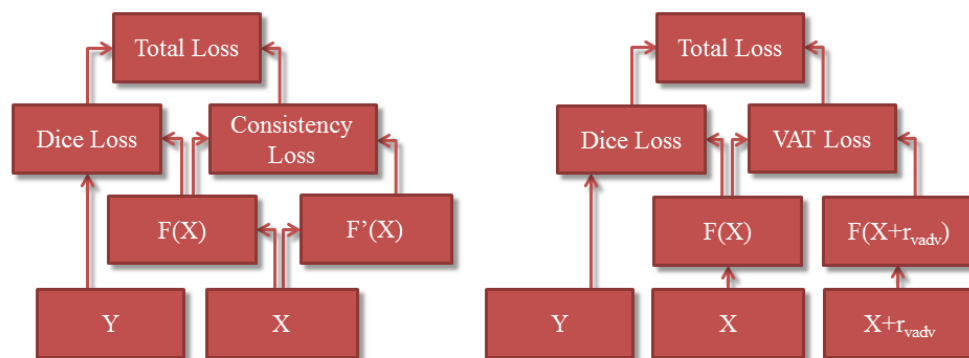 Total Loss
Dice Loss
Consistency
Loss
F(X)
F’(X)
Y
X
Total Loss
Dice Loss
VAT Loss
F(X)
F(X+rvadv)
Y
X
X+rvadv